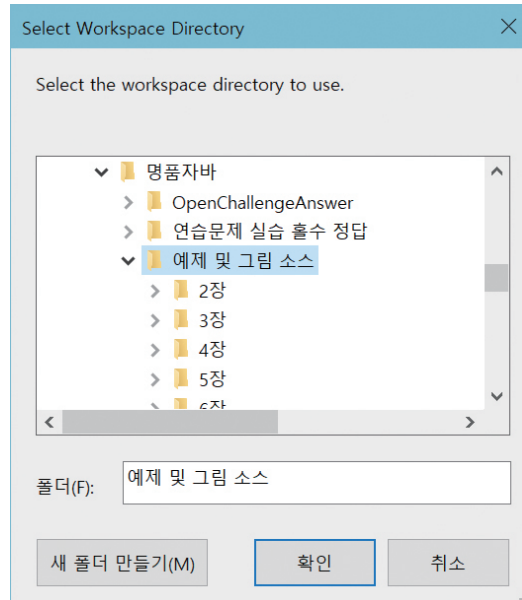 Select Workspace Directory
Select the workspace directory to use.
명품자바
OpenChallengeAnswer
연습문제 실습 홀수 정답
예제 및 그림 소스
2장
3장
4장
5장
6장
폴더(F):
예제 및 그림 소스
새 폴더 만들기(M)
확인
취소